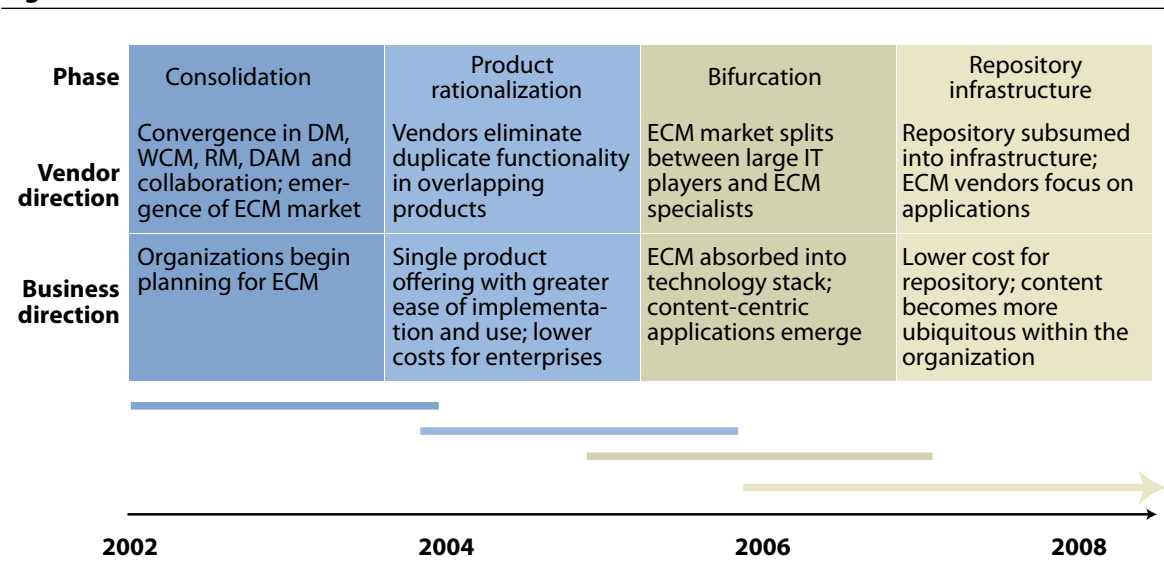 Phase
Consolidation
Product
rationalization
Bifurcation
Repository
infrastructure
Vendor
direction
Convergence in DM,
WCM, RM, DAM and
collaboration; emer-
gence of ECM market
Vendors eliminate
duplicate functionality
in overlapping
products
ECM market splits
between large IT
players and ECM
specialists
Repository subsumed
into infrastructure;
ECM vendors focus on
applications
Business
direction
Organizations begin
planning for ECM
Single product
offering with greater
ease of implementa-
tion and use; lower
costs for enterprises
ECM absorbed into
technology stack;
content-centric
applications emerge
Lower cost for
repository; content
becomes more
ubiquitous within the
organization
2002
2004
2006
2008